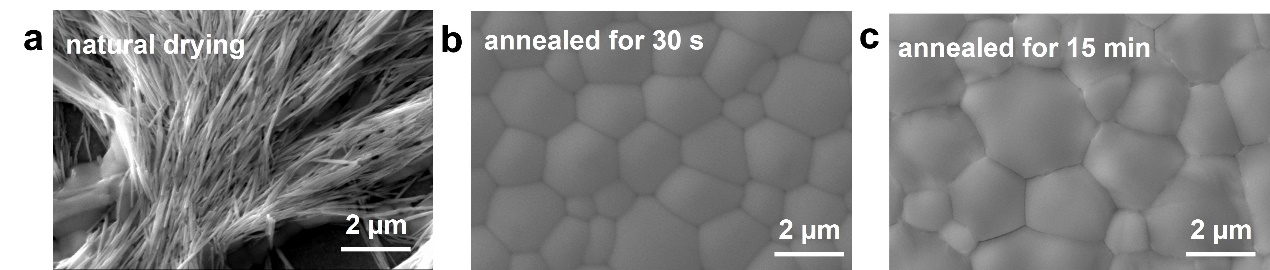 a
natural drying
2 μm
b
annealed for 30 s
2 μm
c
annealed for 15 min
2 μm